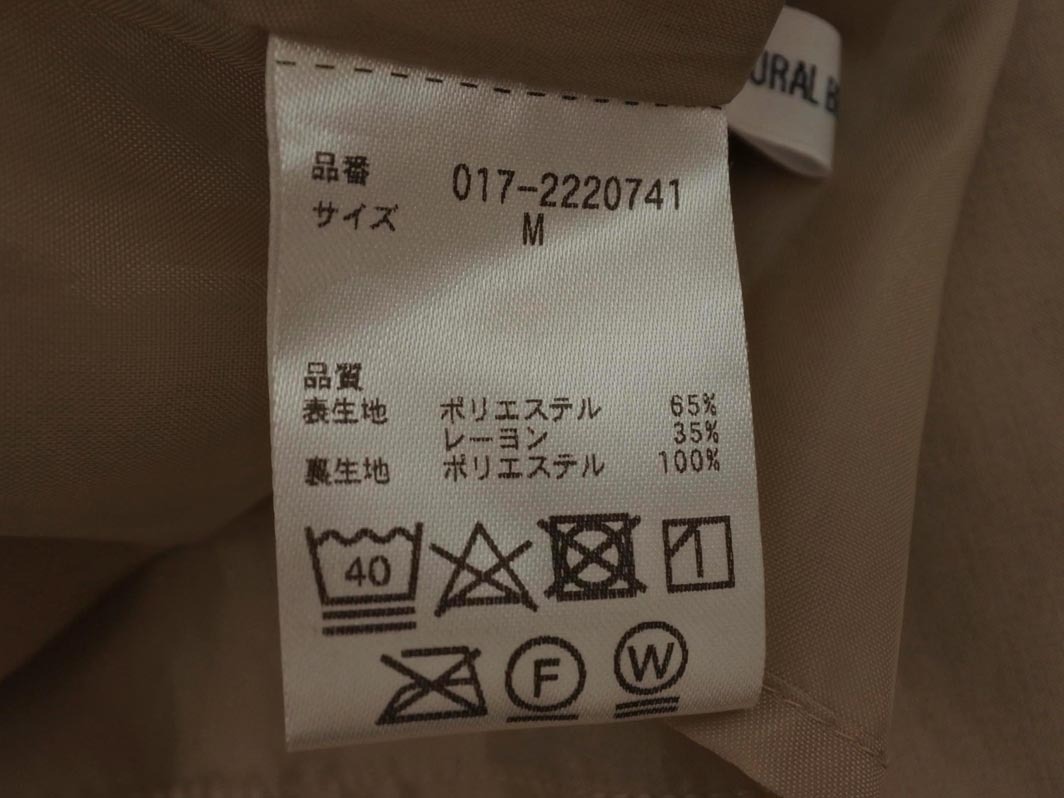 URAL B
品番 017-2220741
サイズ M
品質
表生地 ポリエステル 65%
レーヨン 35%
裏生地 ポリエステル 100%
40
F
W